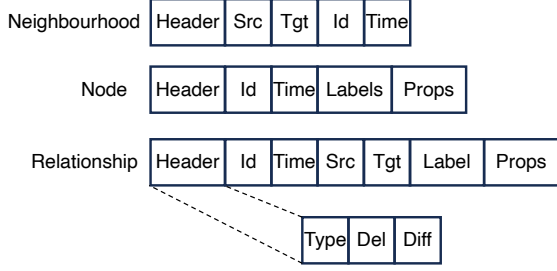 Neighbourhood Header Src Tgt Id Time
Node Header Id Time Labels Props
Relationship Header Id Time Src Tgt Label Props
Type Del Diff